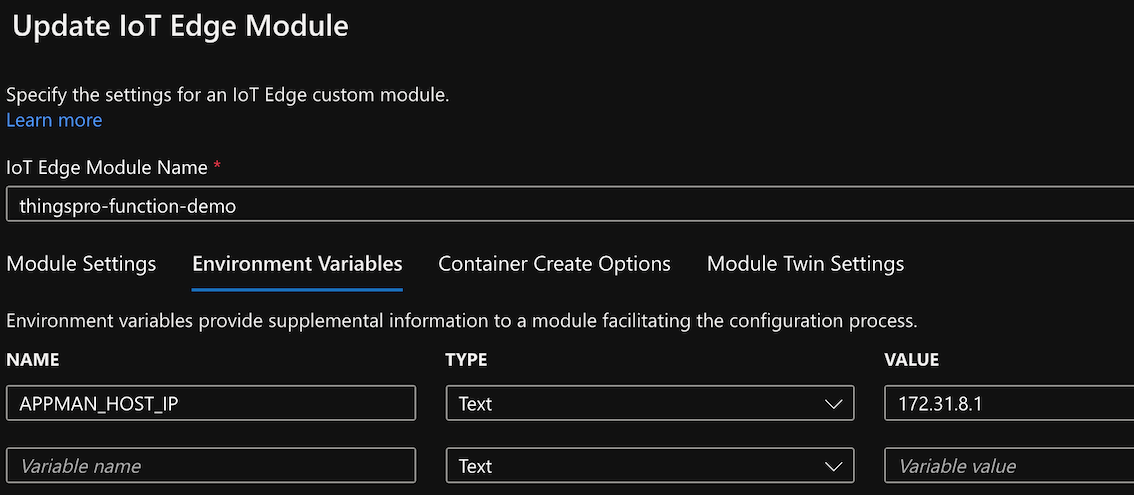 Update IoT Edge Module
Specify the settings for an IoT Edge custom module.
Learn more
IoT Edge Module Name *
thingspro-function-demo
Module Settings Environment Variables Container Create Options Module Twin Settings
Environment variables provide supplemental information to a module facilitating the configuration process.
NAME TYPE VALUE
APPMAN_HOST_IP Text 172.31.8.1
Variable name Text Variable value